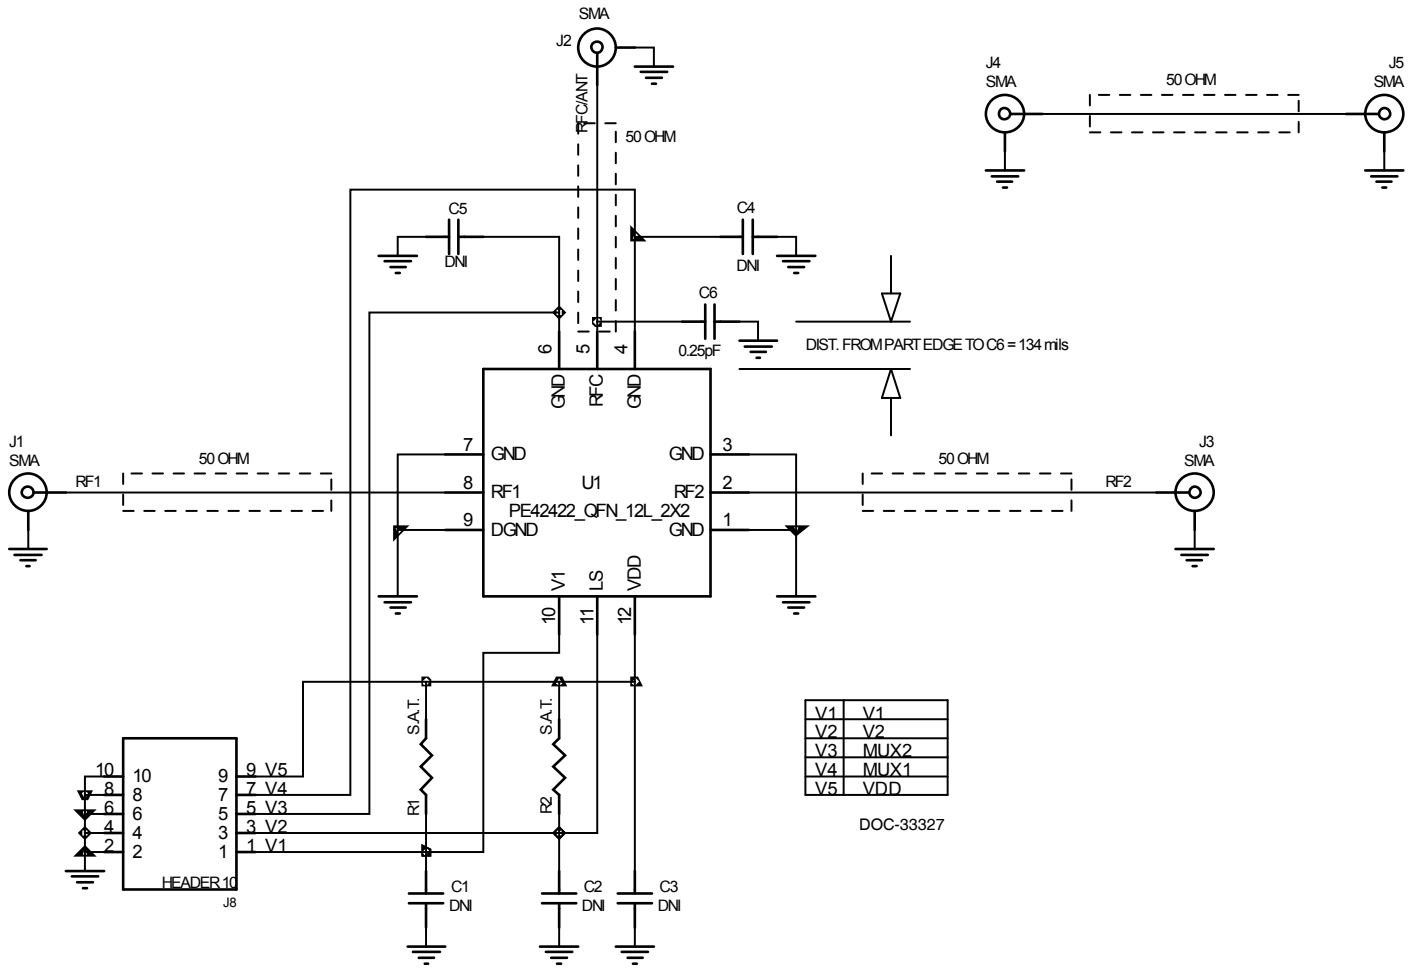 SMA
J2
RFC/ANT
50 OHM
J4
SMA
50 OHM
J5
SMA
C5
DNI
C4
DNI
C6
0.25pF
DIST. FROM PART EDGE TO C6 = 134 mils
6
5
4
GND
RFC
GND
J1
SMA
RF1
50 OHM
7
GND
8
RF1
9
DGND
U1
PE42422_QFN_12L_2X2
GND
3
RF2
2
GND
1
50 OHM
RF2
J3
SMA
V1
LS
VDD
10
11
12
S.A.T.
R1
S.A.T.
R2
10 10 9 9 V5
8 8 7 7 V4
6 6 5 5 V3
4 4 3 3 V2
2 2 1 1 V1
HEADER 10
J8
C1
DNI
C2
DNI
C3
DNI
V1 V1
V2 V2
V3 MUX2
V4 MUX1
V5 VDD
DOC-33327